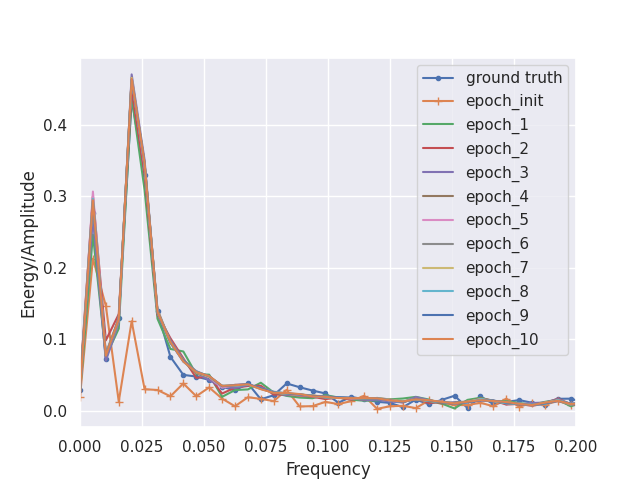 ground truth
epoch_init
epoch_1
epoch_2
epoch_3
epoch_4
epoch_5
epoch_6
epoch_7
epoch_8
epoch_9
epoch_10
Energy/Amplitude
0.4
0.3
0.2
0.1
0.0
0.000 0.025 0.050 0.075 0.100 0.125 0.150 0.175 0.200
Frequency